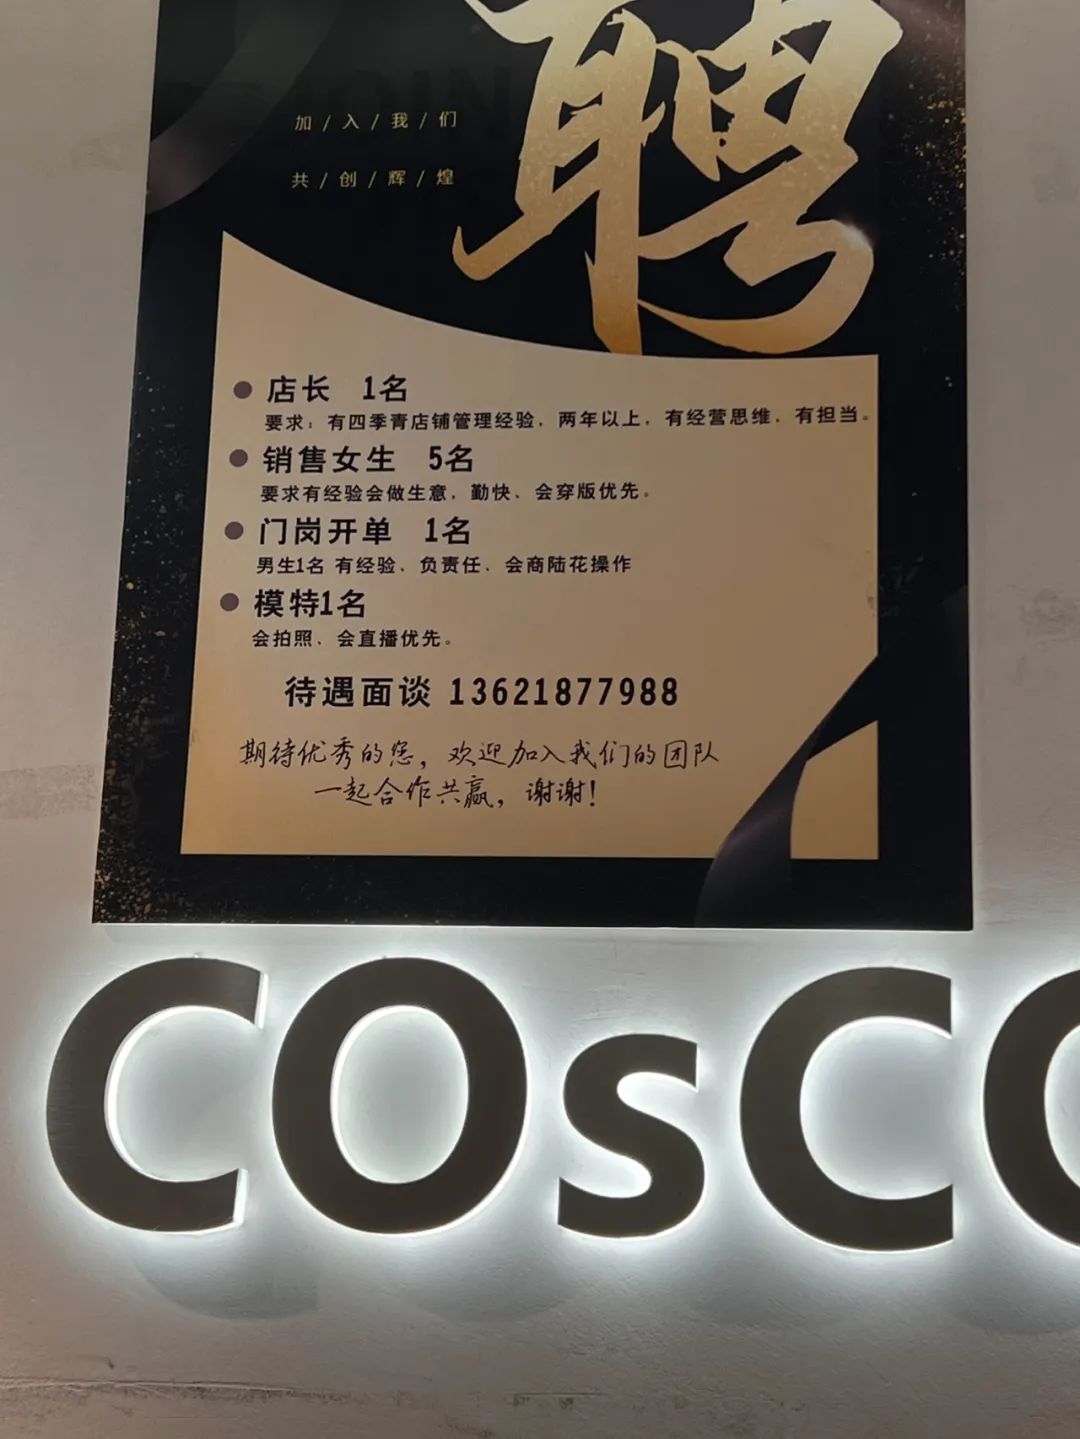 聘
加/入/我/们
共/创/辉/煌
店长 1名
要求：有四季青店铺管理经验，两年以上，有经营思维，有担当。
销售女生 5名
要求有经验会做生意，勤快、会穿版优先。
门岗开单 1名
男生1名 有经验、负责任、会商陆花操作
模特1名
会拍照、会直播优先。
待遇面谈 13621877988
期待优秀的您，欢迎加入我们的团队
一起合作共赢，谢谢！
COsC